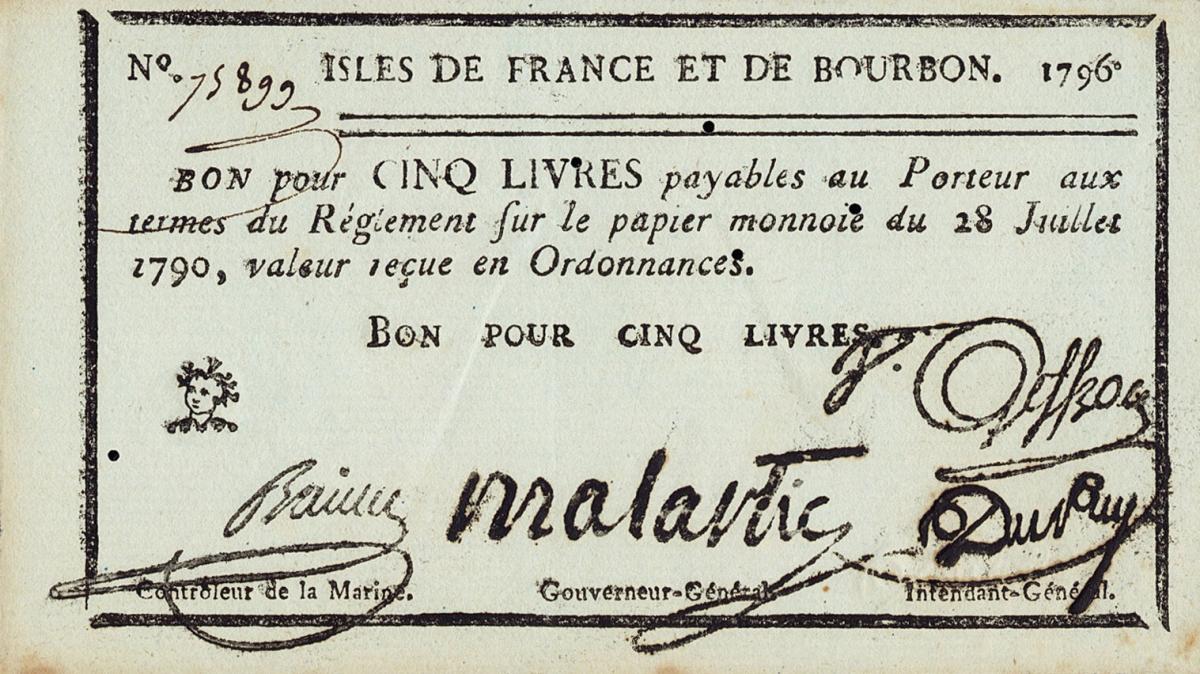 Nº. 75899 ISLES DE FRANCE ET DE BOURBON. 1796.
BON pour CINQ LIVRES payables au Porteur aux
termes du Réglement ſur le papier monnoie du 28 Juillet
1790, valeur reçue en Ordonnances.
BON POUR CINQ LIVRES.
Malartic
Dupuy
Contrôleur de la Marine. Gouverneur-Général. Intendant-Général.